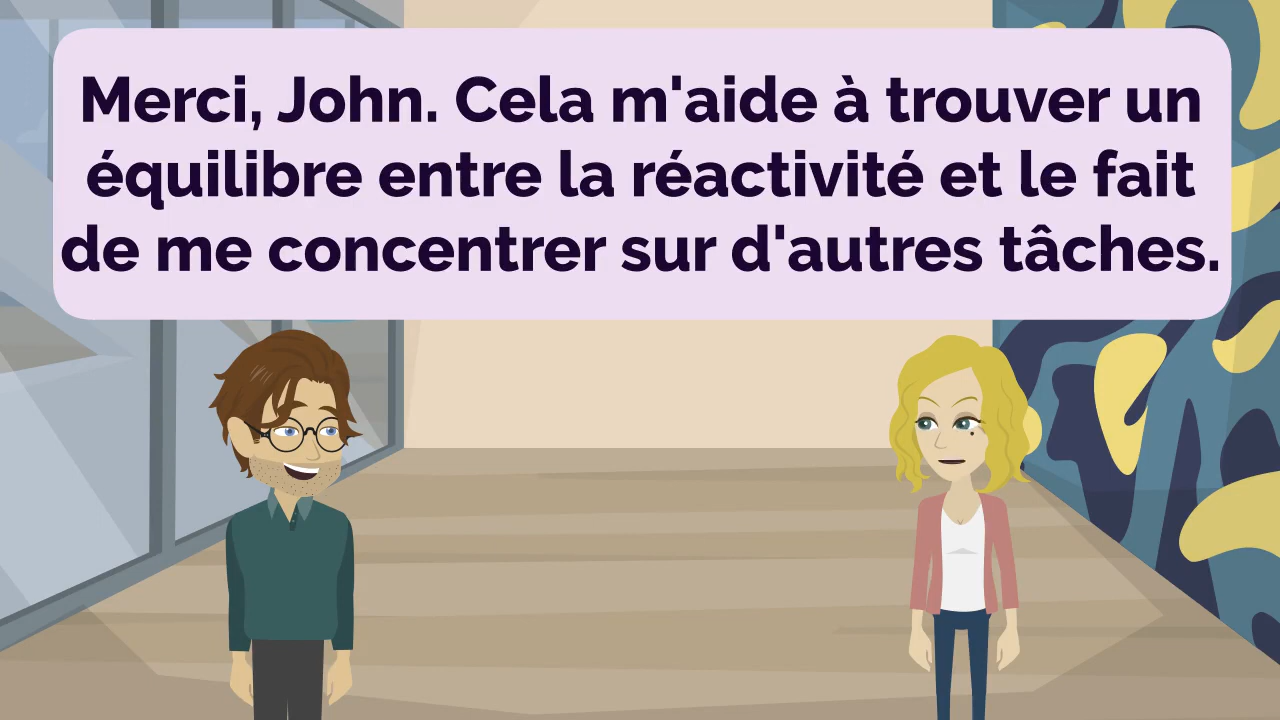 Merci, John. Cela m'aide à trouver un
équilibre entre la réactivité et le fait
de me concentrer sur d'autres tâches.